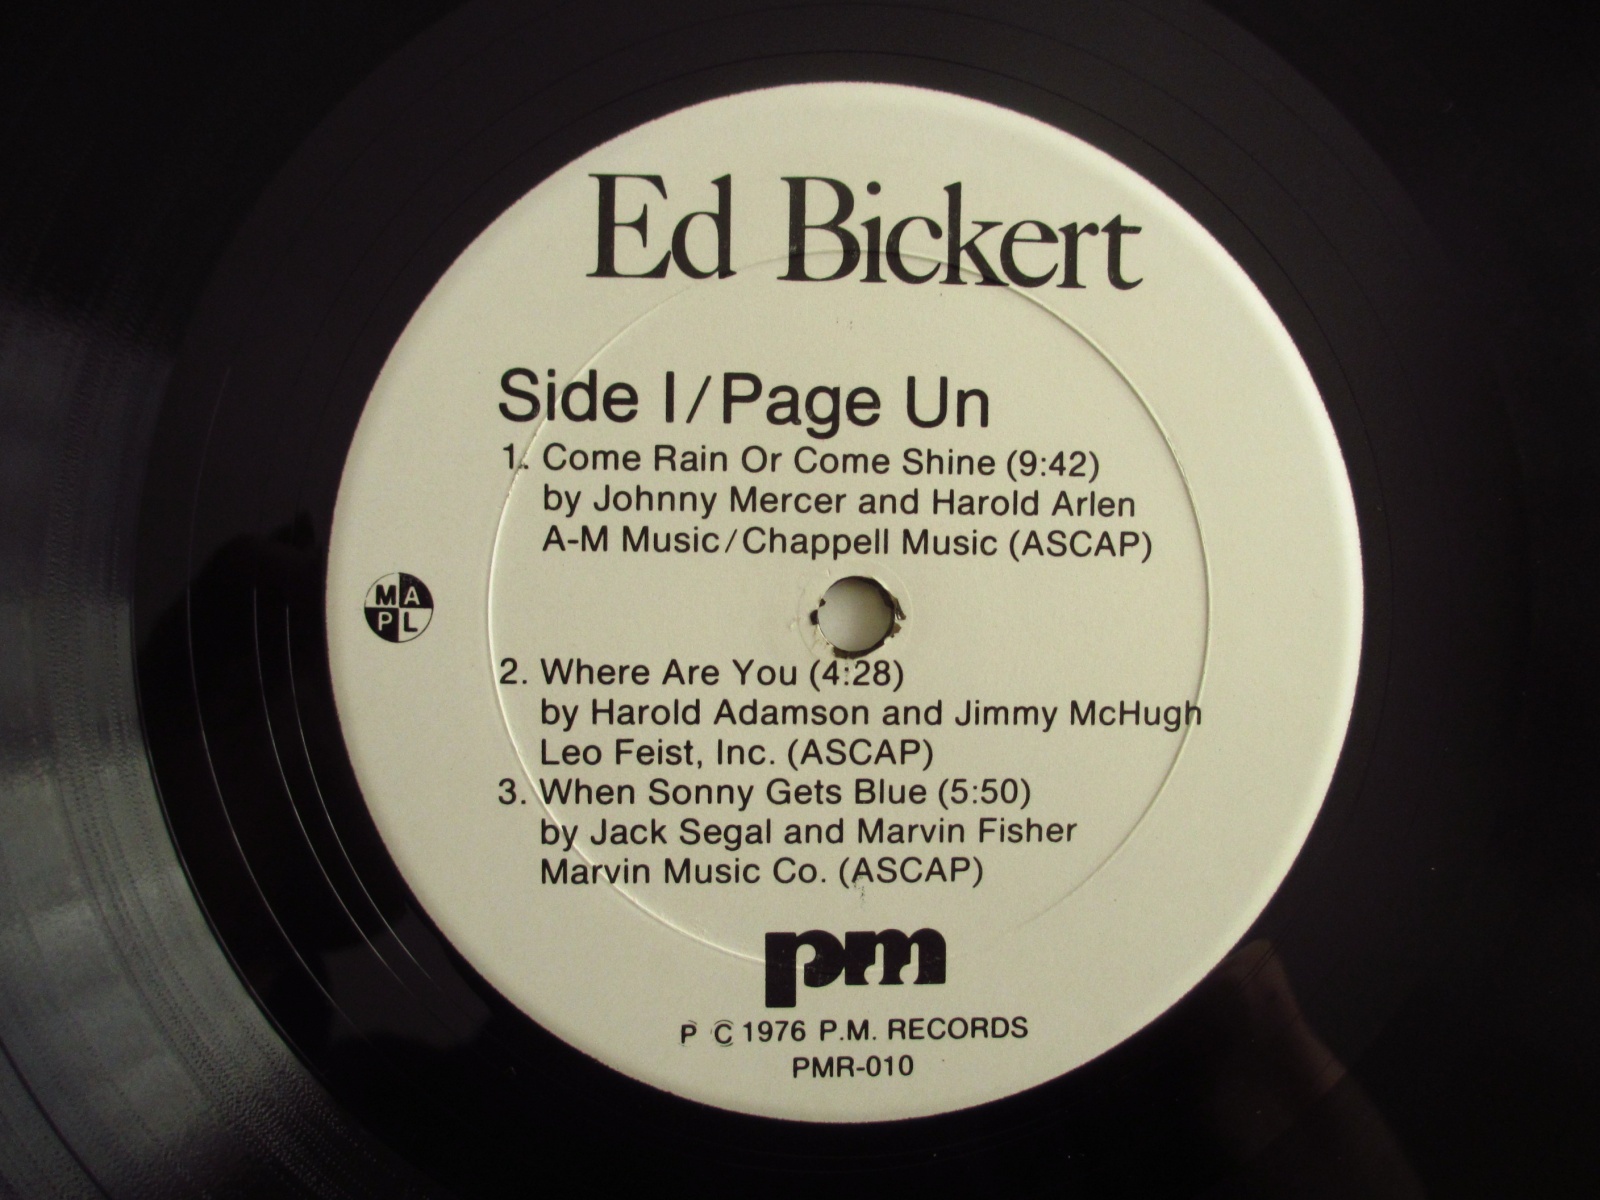 Ed Bickert
Side I/Page Un
1. Come Rain Or Come Shine (9:42)
by Johnny Mercer and Harold Arlen
A-M Music/Chappell Music (ASCAP)
MA
PL
2. Where Are You (4:28)
by Harold Adamson and Jimmy McHugh
Leo Feist, Inc. (ASCAP)
3. When Sonny Gets Blue (5:50)
by Jack Segal and Marvin Fisher
Marvin Music Co. (ASCAP)
pm
P © 1976 P.M. RECORDS
PMR-010